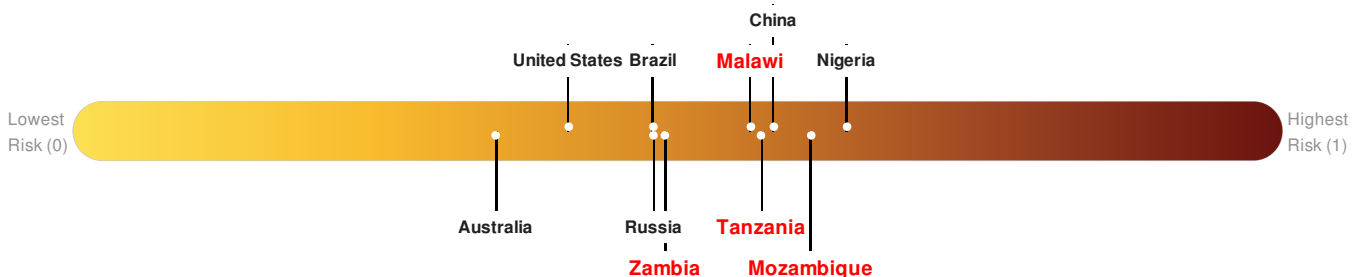 China
United States Brazil Malawi Nigeria
Lowest
Risk (0)
Highest
Risk (1)
Australia Russia Tanzania
Zambia Mozambique